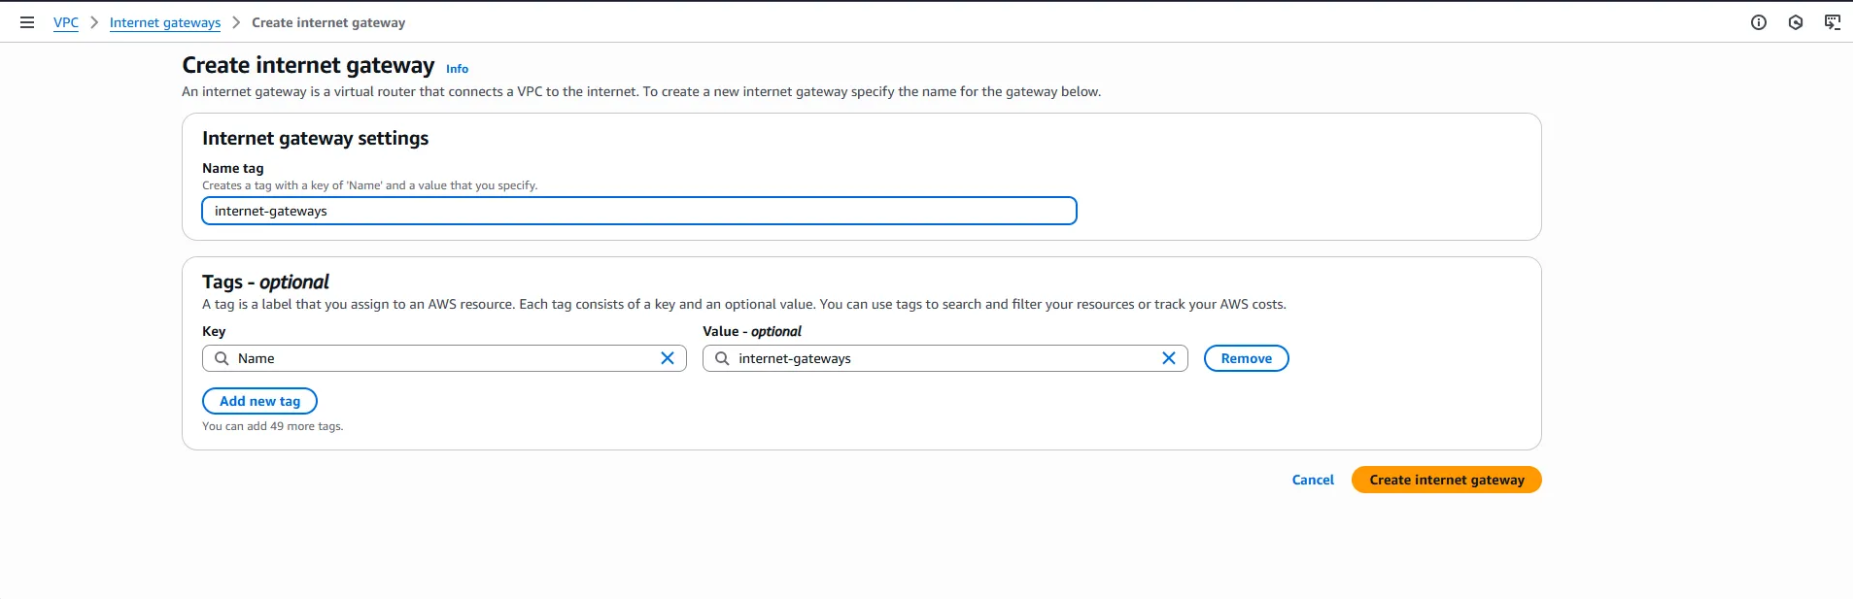 VPC > Internet gateways > Create internet gateway
Create internet gateway Info
An internet gateway is a virtual router that connects a VPC to the internet. To create a new internet gateway specify the name for the gateway below.
Internet gateway settings
Name tag
Creates a tag with a key of 'Name' and a value that you specify.
internet-gateways
Tags - optional
A tag is a label that you assign to an AWS resource. Each tag consists of a key and an optional value. You can use tags to search and filter your resources or track your AWS costs.
Key Value - optional
Name internet-gateways Remove
Add new tag
You can add 49 more tags.
Cancel Create internet gateway